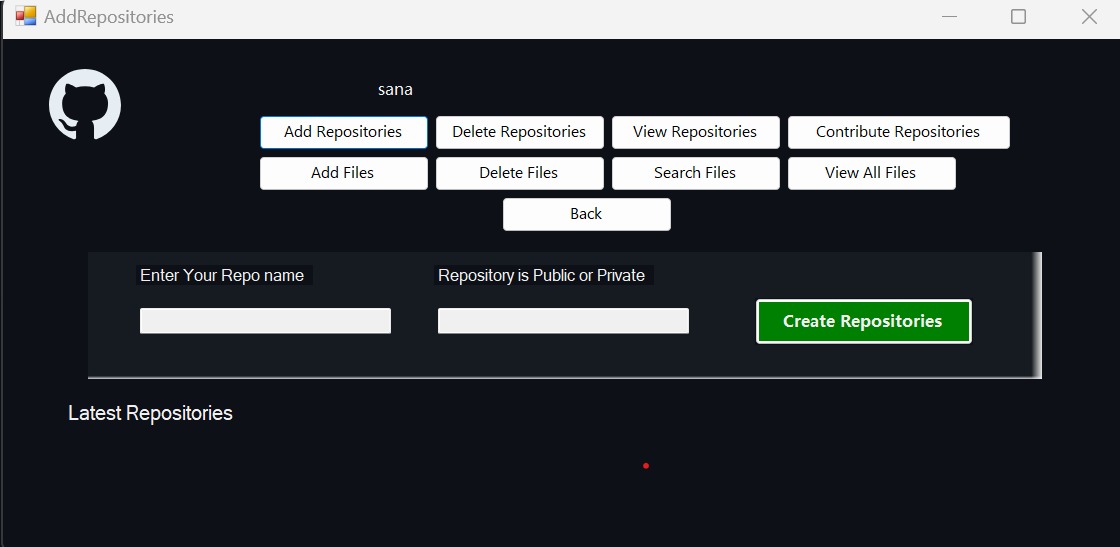 AddRepositories
sana
Add Repositories Delete Repositories View Repositories Contribute Repositories
Add Files Delete Files Search Files View All Files
Back
Enter Your Repo name Repository is Public or Private
Create Repositories
Latest Repositories